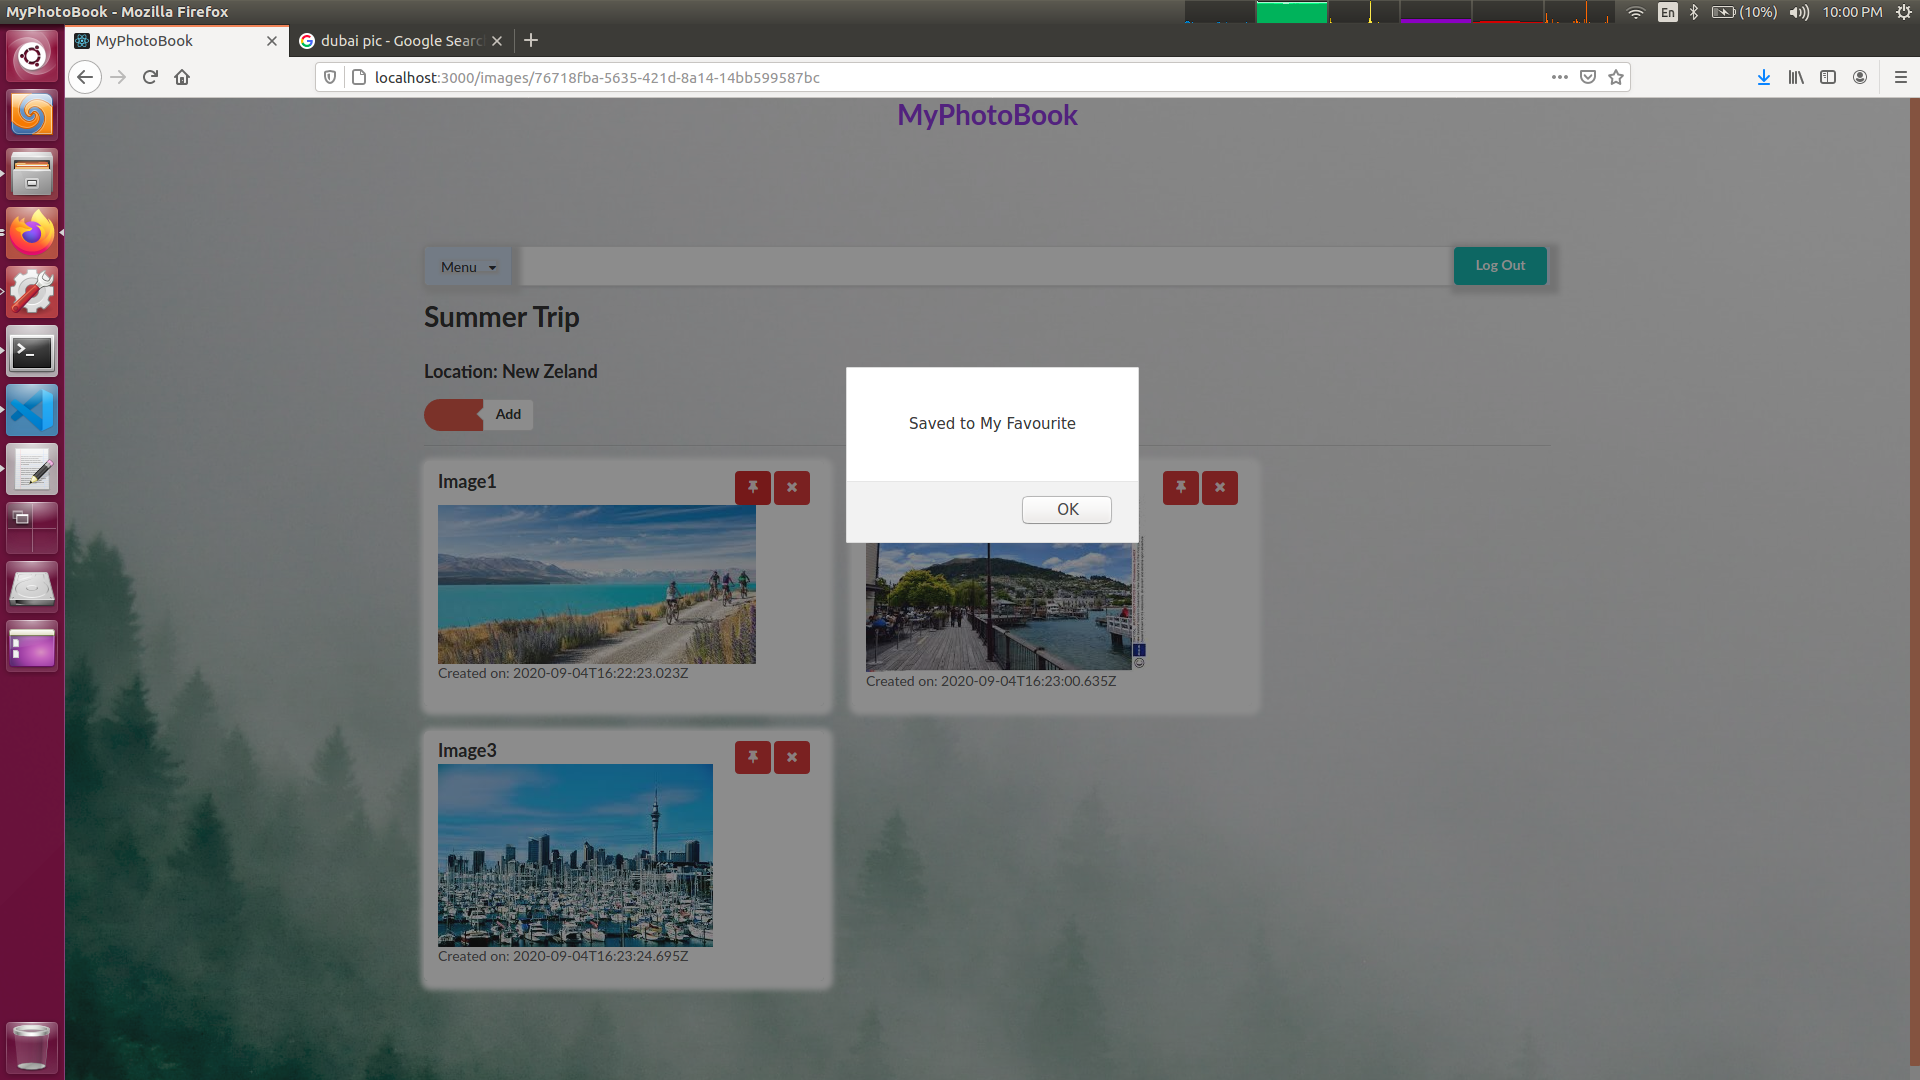 MyPhotoBook - Mozilla Firefox
En
(10%)
10:00 PM
MyPhotoBook
dubai pic - Google Searc
localhost:3000/images/76718fba-5635-421d-8a14-14bb599587bc
MyPhotoBook
Menu
Log Out
Summer Trip
Location: New Zeland
Add
Saved to My Favourite
OK
Image1
Created on: 2020-09-04T16:22:23.023Z
Created on: 2020-09-04T16:23:00.635Z
Image3
Created on: 2020-09-04T16:23:24.695Z